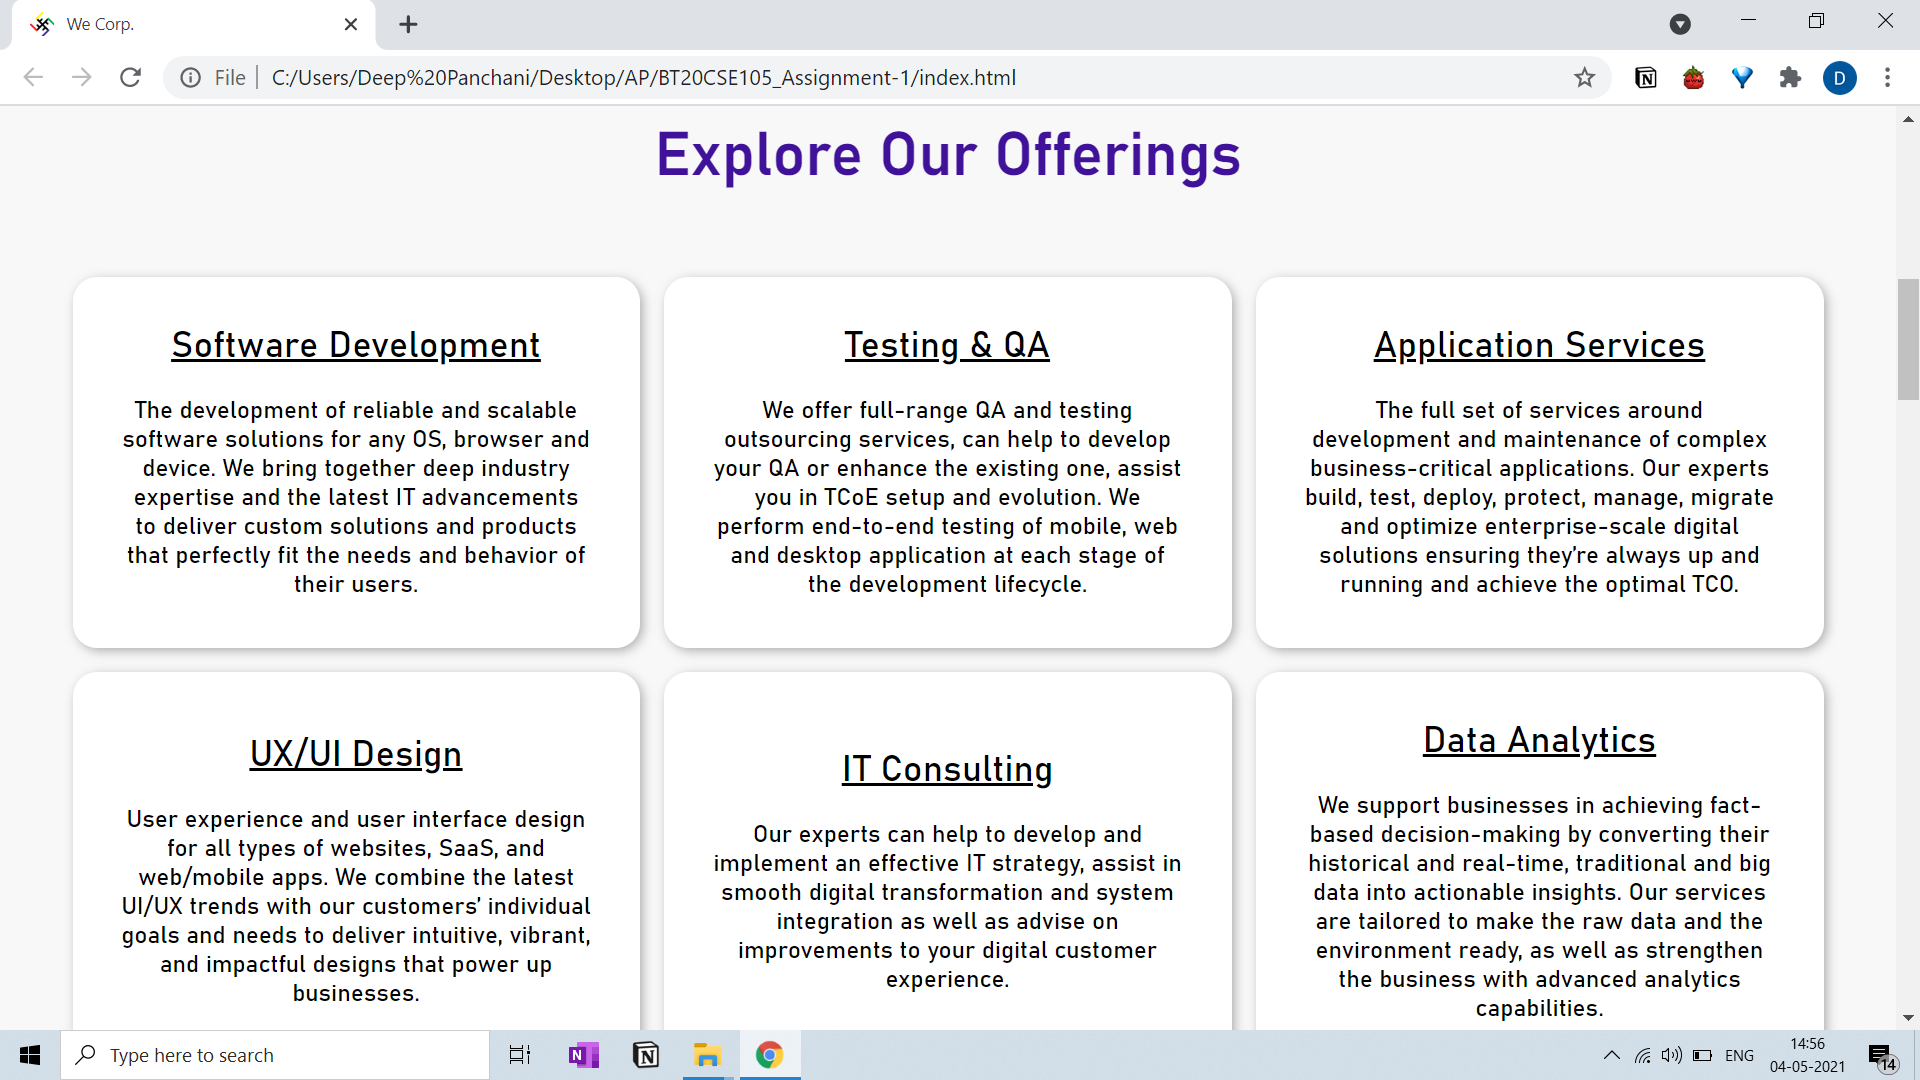 We Corp.
File
C:/Users/Deep%20Panchani/Desktop/AP/BT20CSE105_Assignment-1/index.html
D
Explore Our Offerings
Software Development
The development of reliable and scalable
software solutions for any OS, browser and
device. We bring together deep industry
expertise and the latest IT advancements
to deliver custom solutions and products
that perfectly fit the needs and behavior of
their users.
Testing & QA
We offer full-range QA and testing
outsourcing services, can help to develop
your QA or enhance the existing one, assist
you in TCoE setup and evolution. We
perform end-to-end testing of mobile, web
and desktop application at each stage of
the development lifecycle.
Application Services
The full set of services around
development and maintenance of complex
business-critical applications. Our experts
build, test, deploy, protect, manage, migrate
and optimize enterprise-scale digital
solutions ensuring they’re always up and
running and achieve the optimal TCO.
UX/UI Design
User experience and user interface design
for all types of websites, SaaS, and
web/mobile apps. We combine the latest
UI/UX trends with our customers’ individual
goals and needs to deliver intuitive, vibrant,
and impactful designs that power up
businesses.
IT Consulting
Our experts can help to develop and
implement an effective IT strategy, assist in
smooth digital transformation and system
integration as well as advise on
improvements to your digital customer
experience.
Data Analytics
We support businesses in achieving fact-
based decision-making by converting their
historical and real-time, traditional and big
data into actionable insights. Our services
are tailored to make the raw data and the
environment ready, as well as strengthen
the business with advanced analytics
capabilities.
Type here to search
N
N
ENG
14:56
04-05-2021
14